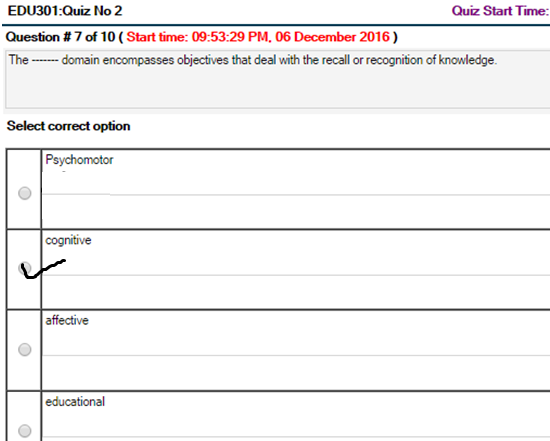 EDU301:Quiz No 2 Quiz Start Time:
Question # 7 of 10 ( Start time: 09:53:29 PM, 06 December 2016 )
The ------- domain encompasses objectives that deal with the recall or recognition of knowledge.
Select correct option
Psychomotor
cognitive
affective
educational